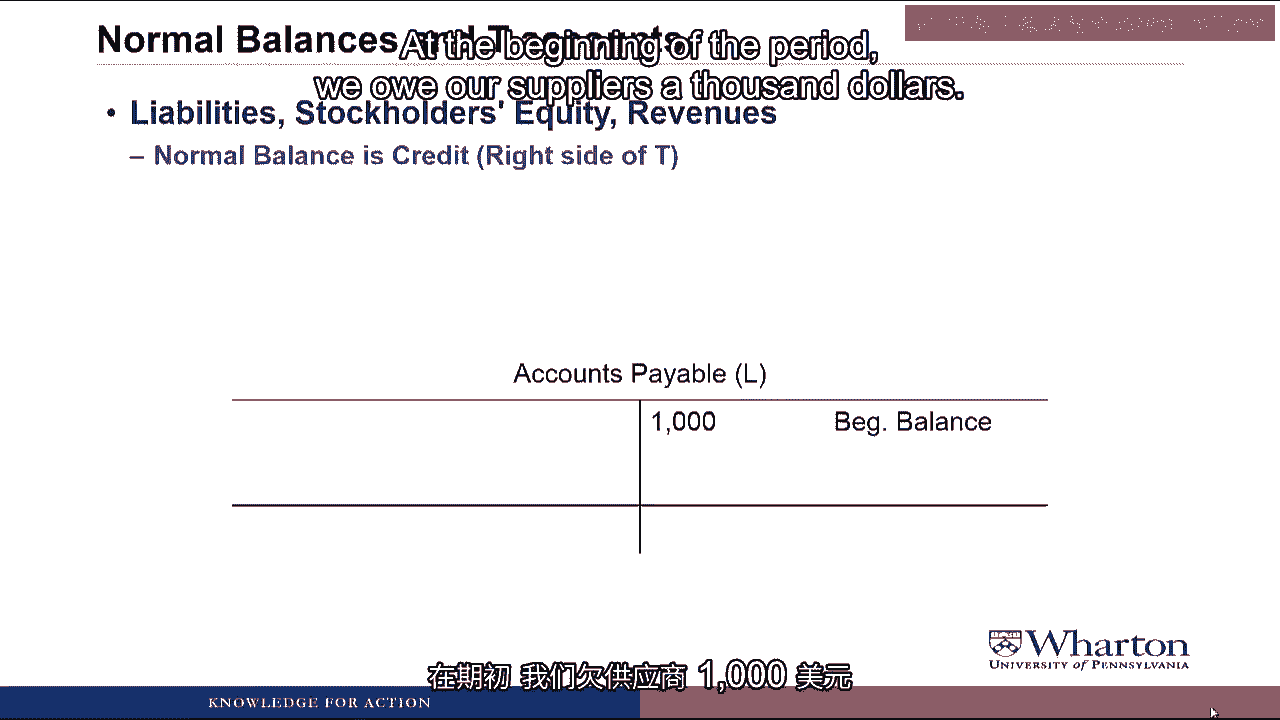 Normal Balances and T-accounts
At the beginning of the period,
we owe our suppliers a thousand dollars.
• Liabilities, Stockholders' Equity, Revenues
– Normal Balance is Credit (Right side of T)
Accounts Payable (L)
1,000 Beg. Balance
Wharton
UNIVERSITY of PENNSYLVANIA
在期初 我们欠供应商 1,000 美元
KNOWLEDGE FOR ACTION